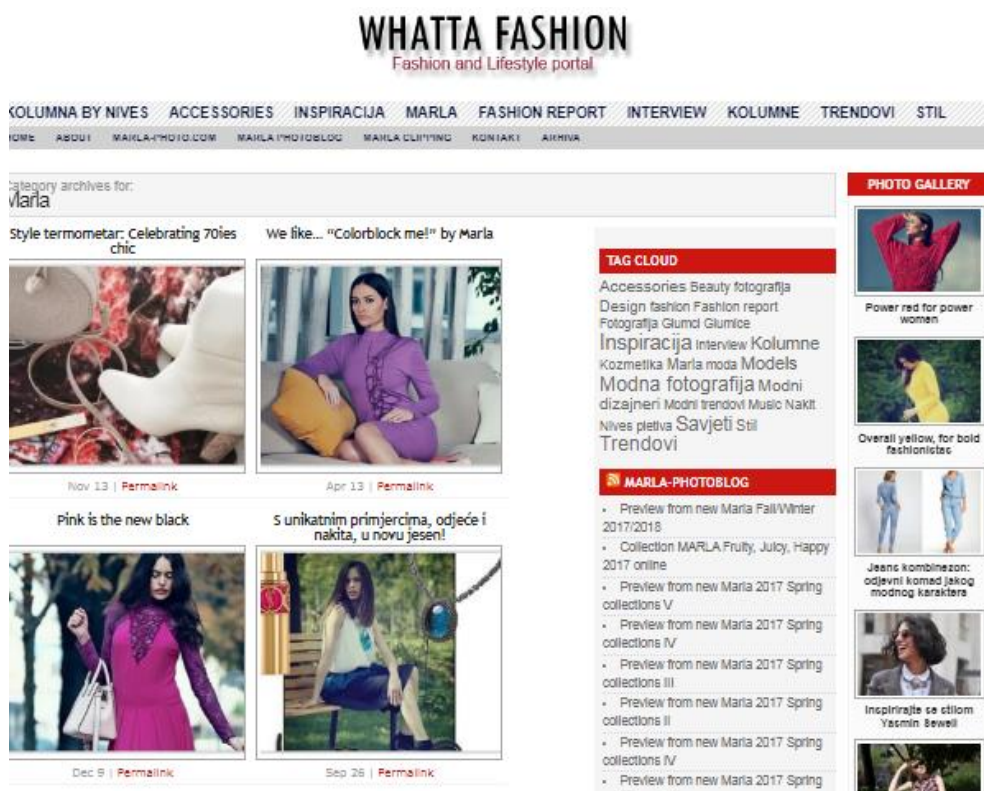 WHATTA FASHION
Fashion and Lifestyle portal
KOLUMNA BY NIVES ACCESSORIES INSPIRACIJA MARLA FASHION REPORT INTERVIEW KOLUMNE TRENDOVI STIL
HOME ABOUT MARLA-PHOTO.COM MARLA PHOTOBLOG MARLA CLIPPING KONTAKT ARHIVA
Category archives for:
Marla
Style termometar: Celebrating 70ies
chic
Nov 13 | Permalink
We like... “Colorblock me!” by Marla
Apr 13 | Permalink
Pink is the new black
Dec 9 | Permalink
S unikatnim primjercima, odjeće i
nakita, u novu jesen!
Sep 26 | Permalink
TAG CLOUD
Accessories Beauty fotografija
Design fashion Fashion report
Fotografija Glumci Glumice
Inspiracija Interview Kolumne
Kozmetika Marla moda Models
Modna fotografija Modni
dizajneri Modni trendovi Music Nakit
Nives pletiva Savjeti Stil
Trendovi
MARLA-PHOTOBLOG
Preview from new Marla Fall/Winter
2017/2018
Collection MARLA Fruity, Juicy, Happy
2017 online
Preview from new Marla 2017 Spring
collections V
Preview from new Marla 2017 Spring
collections IV
Preview from new Marla 2017 Spring
collections III
Preview from new Marla 2017 Spring
collections II
Preview from new Marla 2017 Spring
collections IV
Preview from new Marla 2017 Spring
PHOTO GALLERY
Power red for power
women
Overall yellow, for bold
fashionistas
Jeans kombinezon:
odjevni komad jakog
modnog karaktera
Inspirirajte se stilom
Yasmin Sewell